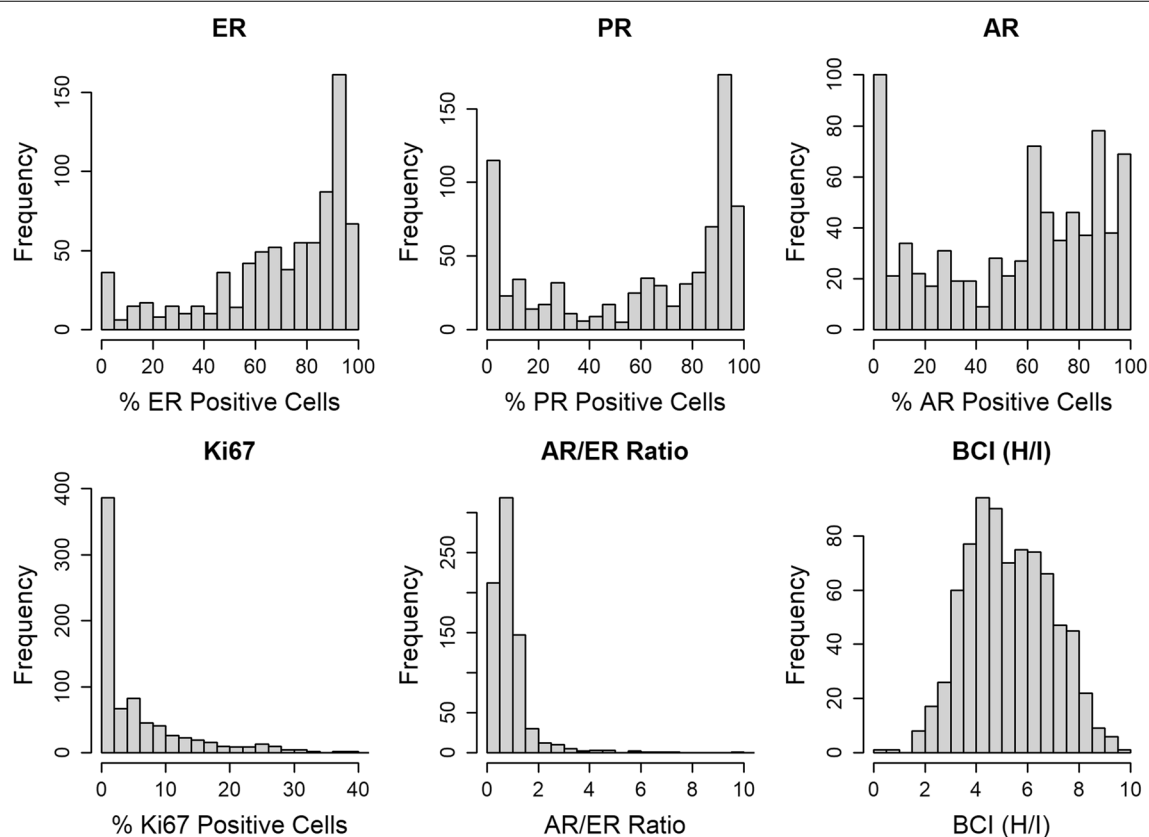 ER
PR
AR
Frequency
0 50 100 150
0 20 40 60 80 100
% ER Positive Cells
Frequency
0 50 100 150
0 20 40 60 80 100
% PR Positive Cells
Frequency
0 20 40 60 80 100
0 20 40 60 80 100
% AR Positive Cells
Ki67
AR/ER Ratio
BCI (H/I)
Frequency
0 100 200 300 400
0 10 20 30 40
% Ki67 Positive Cells
Frequency
0 50 150 250
0 2 4 6 8 10
AR/ER Ratio
Frequency
0 20 40 60 80
0 2 4 6 8 10
BCI (H/I)